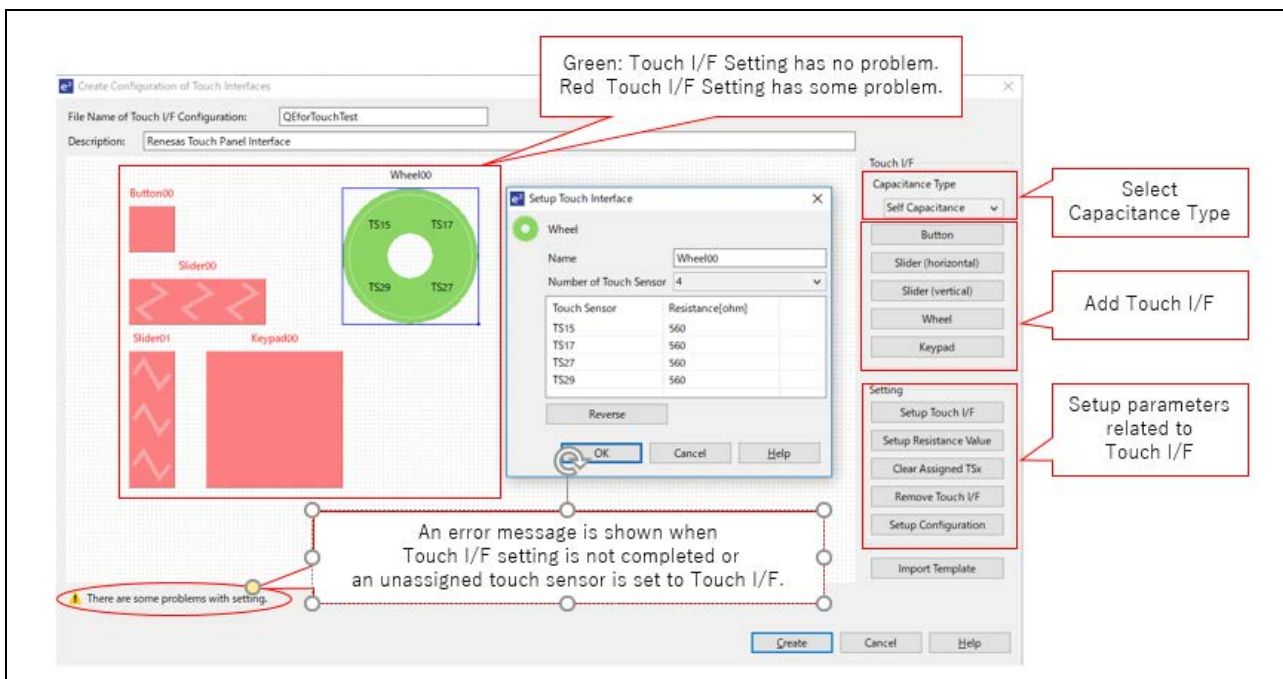 Green: Touch I/F Setting has no problem.
Red Touch I/F Setting has some problem.
e² Create Configuration of Touch Interfaces
File Name of Touch I/F Configuration: QEforTouchTest
Description: Renesas Touch Panel Interface
Button00
Wheel00
TS15 TS17
TS29 TS27
Slider00
Slider01
Keypad00
e² Setup Touch Interface
Wheel
Name Wheel00
Number of Touch Sensor 4
Touch Sensor Resistance[ohm]
TS15 560
TS17 560
TS27 560
TS29 560
Reverse
OK Cancel Help
Touch I/F
Capacitance Type
Self Capacitance
Button
Slider (horizontal)
Slider (vertical)
Wheel
Keypad
Setting
Setup Touch I/F
Setup Resistance Value
Clear Assigned TSx
Remove Touch I/F
Setup Configuration
Import Template
Select
Capacitance Type
Add Touch I/F
Setup parameters
related to
Touch I/F
An error message is shown when
Touch I/F setting is not completed or
an unassigned touch sensor is set to Touch I/F.
There are some problems with setting.
Create Cancel Help